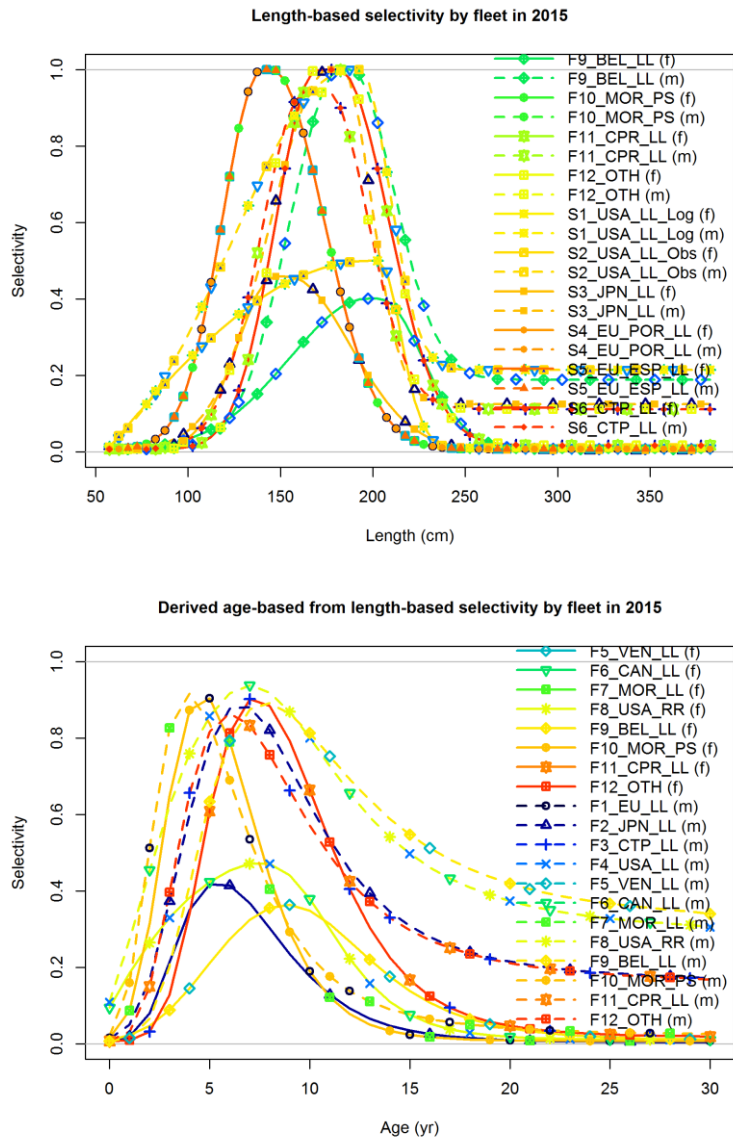 Length-based selectivity by fleet in 2015
Selectivity
1.0
0.8
0.6
0.4
0.2
0.0
F9_BEL_LL (f)
F9_BEL_LL (m)
F10_MOR_PS (f)
F10_MOR_PS (m)
F11_CPR_LL (f)
F11_CPR_LL (m)
F12_OTH (f)
F12_OTH (m)
S1_USA_LL_Log (f)
S1_USA_LL_Log (m)
S2_USA_LL_Obs (f)
S2_USA_LL_Obs (m)
S3_JPN_LL (f)
S3_JPN_LL (m)
S4_EU_POR_LL (f)
S4_EU_POR_LL (m)
S5_EU_ESP_LL (f)
S5_EU_ESP_LL (m)
S6_CTP_LL (f)
S6_CTP_LL (m)
50 100 150 200 250 300 350
Length (cm)
Derived age-based from length-based selectivity by fleet in 2015
Selectivity
1.0
0.8
0.6
0.4
0.2
0.0
F5_VEN_LL (f)
F6_CAN_LL (f)
F7_MOR_LL (f)
F8_USA_RR (f)
F9_BEL_LL (f)
F10_MOR_PS (f)
F11_CPR_LL (f)
F12_OTH (f)
F1_EU_LL (m)
F2_JPN_LL (m)
F3_CTP_LL (m)
F4_USA_LL (m)
F5_VEN_LL (m)
F6_CAN_LL (m)
F7_MOR_LL (m)
F8_USA_RR (m)
F9_BEL_LL (m)
F10_MOR_PS (m)
F11_CPR_LL (m)
F12_OTH (m)
0 5 10 15 20 25 30
Age (yr)